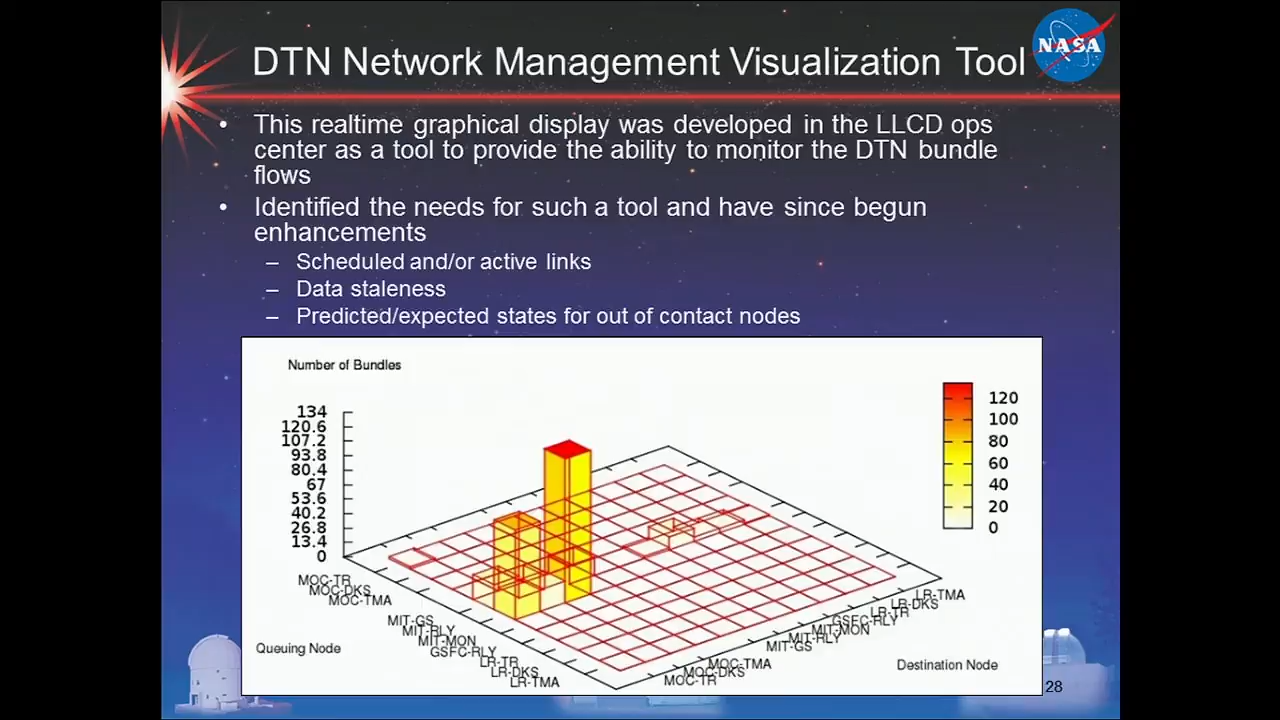 DTN Network Management Visualization Tool
NASA
• This realtime graphical display was developed in the LLCD ops
center as a tool to provide the ability to monitor the DTN bundle
flows
• Identified the needs for such a tool and have since begun
enhancements
– Scheduled and/or active links
– Data staleness
– Predicted/expected states for out of contact nodes
Number of Bundles
134
120.6
107.2
93.8
80.4
67
53.6
40.2
26.8
13.4
0
120
100
80
60
40
20
0
MOC-TR
MOC-DKS
MOC-TMA
MIT-GS
MIT-RLY
MIT-MON
GSFC-RLY
LR-TR
LR-DKS
LR-TMA
Queuing Node
LR-TMA
LR-DKS
LR-TR
GSFC-RLY
MIT-MON
MIT-RLY
MIT-GS
MOC-TMA
MOC-DKS
MOC-TR
Destination Node
28